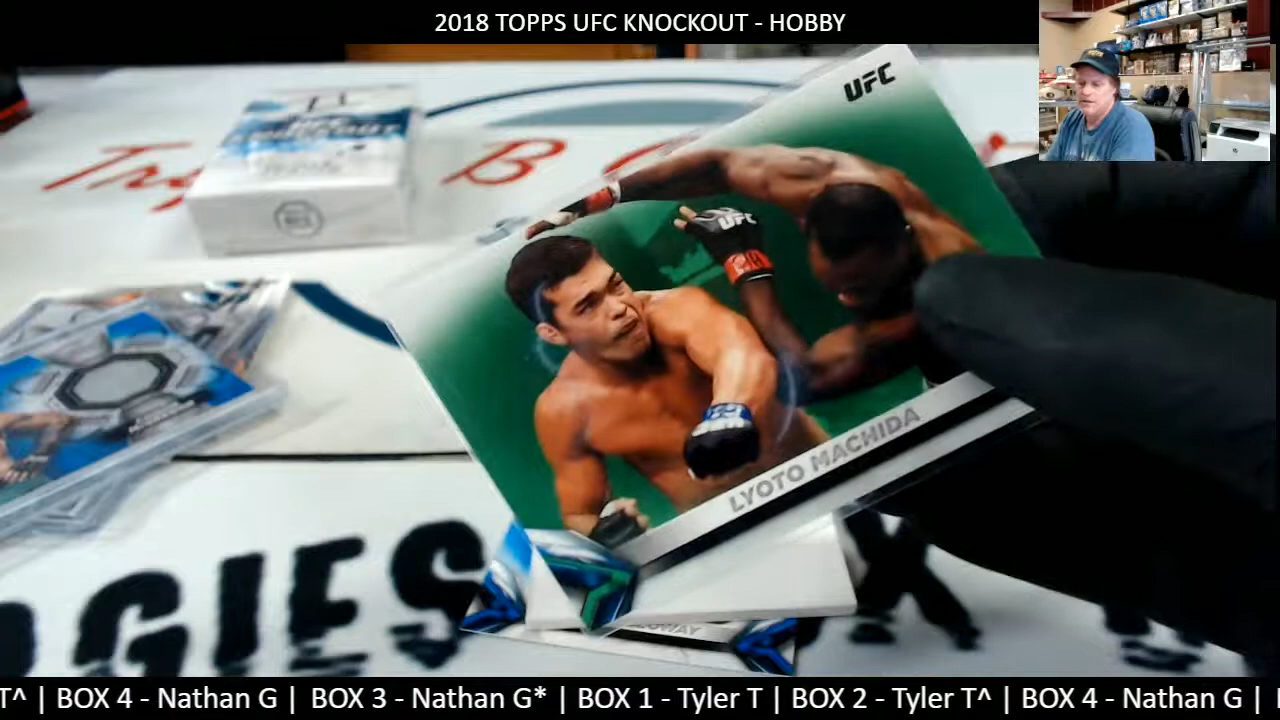 2018 TOPPS UFC KNOCKOUT - HOBBY
UFC
B
UFC
LYOTO MACHIDA
GIES
T^ | BOX 4 - Nathan G | BOX 3 - Nathan G* | BOX 1 - Tyler T | BOX 2 - Tyler T^ | BOX 4 - Nathan G |